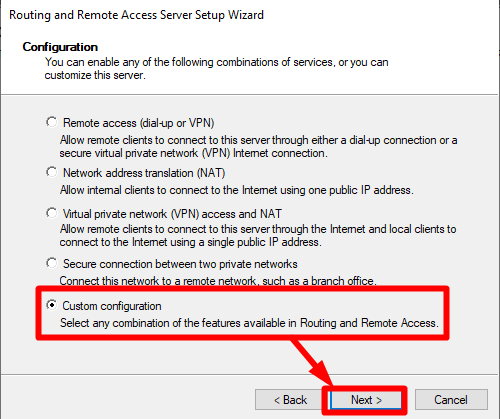 Routing and Remote Access Server Setup Wizard
Configuration
You can enable any of the following combinations of services, or you can
customize this server.
Remote access (dial-up or VPN)
Allow remote clients to connect to this server through either a dial-up connection or a
secure virtual private network (VPN) Internet connection.
Network address translation (NAT)
Allow internal clients to connect to the Internet using one public IP address.
Virtual private network (VPN) access and NAT
Allow remote clients to connect to this server through the Internet and local clients to
connect to the Internet using a single public IP address.
Secure connection between two private networks
Connect this network to a remote network, such as a branch office.
Custom configuration
Select any combination of the features available in Routing and Remote Access.
< Back Next > Cancel